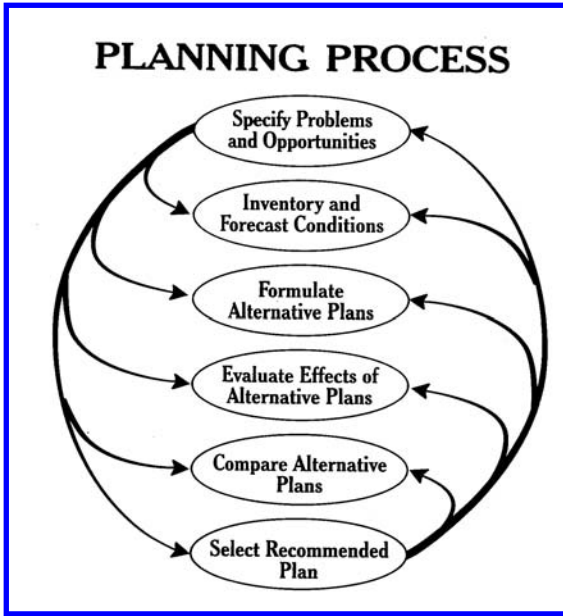 PLANNING PROCESS
Specify Problems
and Opportunities
Inventory and
Forecast Conditions
Formulate
Alternative Plans
Evaluate Effects of
Alternative Plans
Compare Alternative
Plans
Select Recommended
Plan